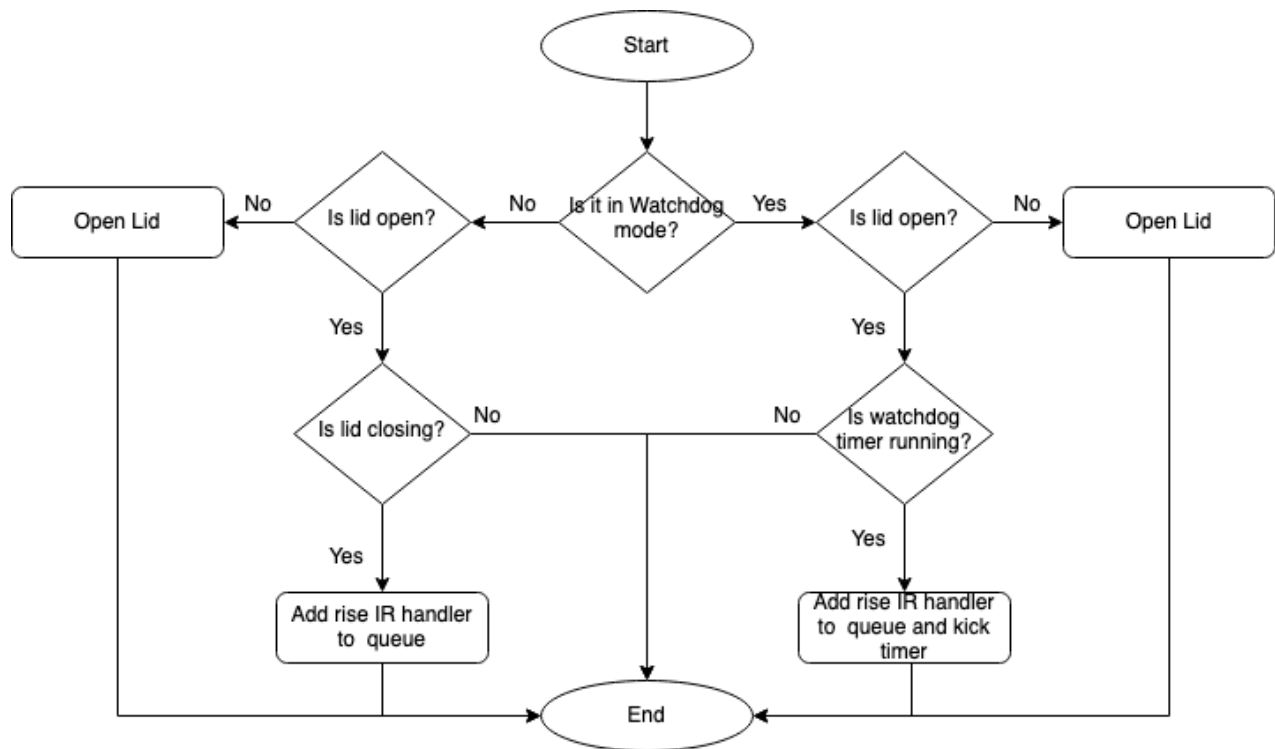 Start
Open Lid
No
Is lid open?
No
Is it in Watchdog
mode?
Yes
Is lid open?
No
Open Lid
Yes
Yes
Is lid closing?
No
No
Is watchdog
timer running?
Yes
Yes
Add rise IR handler
to queue
Add rise IR handler
to queue and kick
timer
End